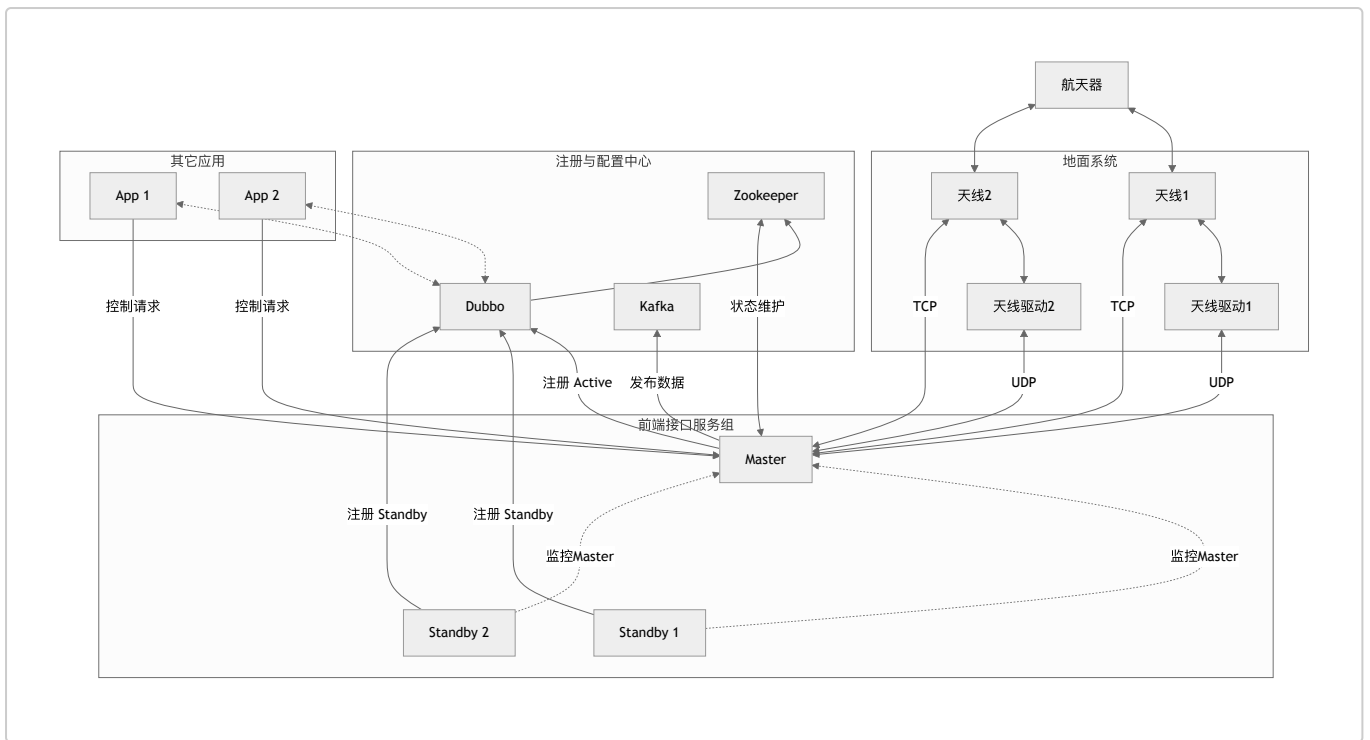 航天器
其它应用
注册与配置中心
地面系统
App 1
App 2
Zookeeper
天线2
天线1
控制请求
控制请求
Dubbo
Kafka
状态维护
TCP
天线驱动2
TCP
天线驱动1
注册 Active
发布数据
UDP
UDP
前端接口服务组
Master
注册 Standby
注册 Standby
监控Master
监控Master
Standby 2
Standby 1